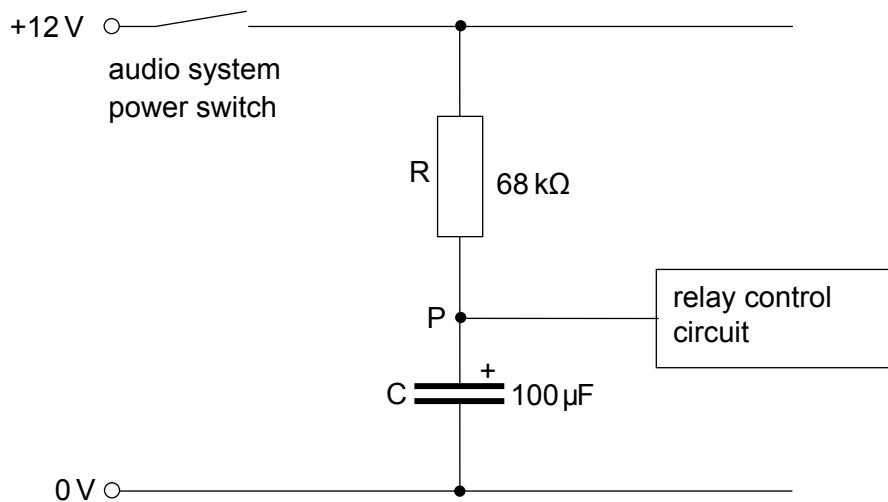 +12 V
audio system
power switch
R
68 kΩ
P
relay control
circuit
+
C
100 µF
0 V